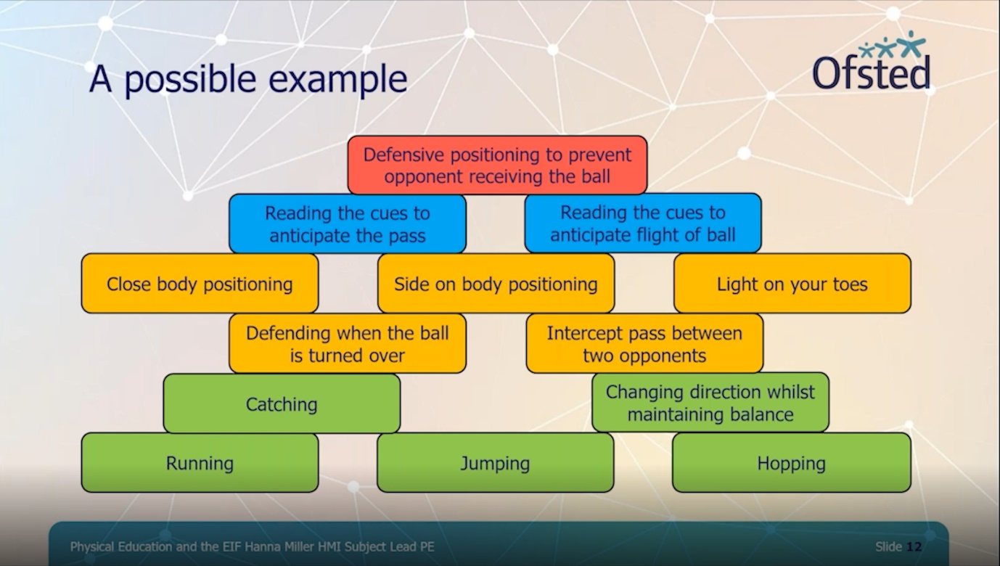 A possible example
Ofsted
Defensive positioning to prevent
opponent receiving the ball
Reading the cues to
anticipate the pass
Reading the cues to
anticipate flight of ball
Close body positioning
Side on body positioning
Light on your toes
Defending when the ball
is turned over
Intercept pass between
two opponents
Catching
Changing direction whilst
maintaining balance
Running
Jumping
Hopping
Physical Education and the EIF Hanna Miller HMI Subject Lead PE
Slide 12